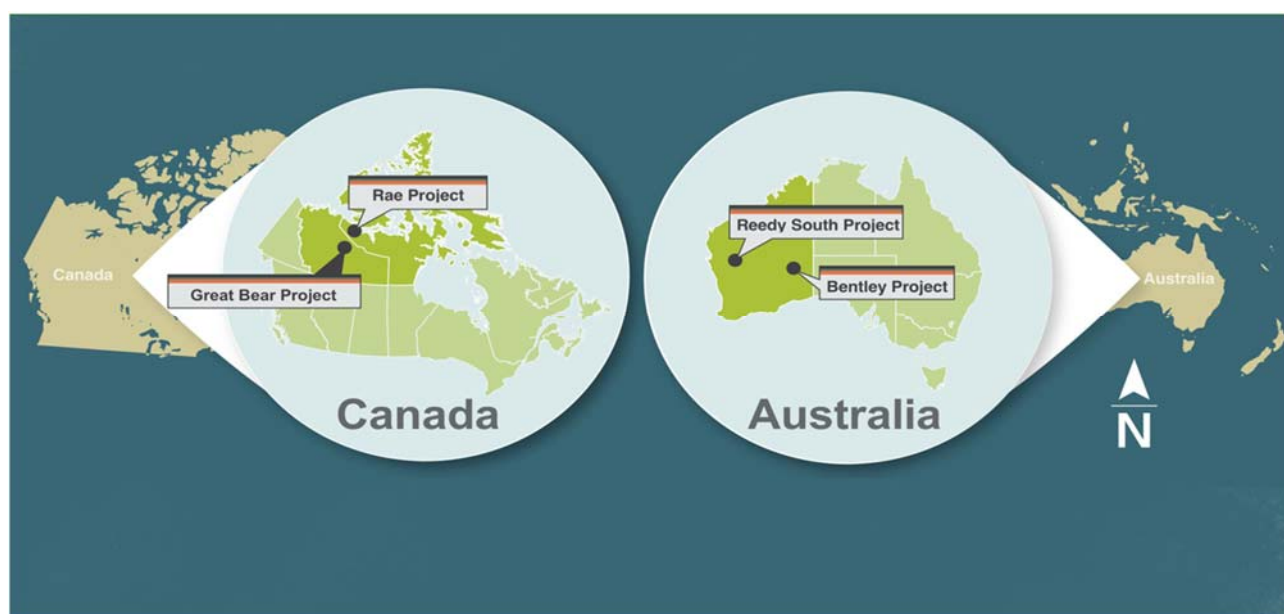 Canada
Rae Project
Great Bear Project
Canada
Reedy South Project
Bentley Project
Australia
Australia
N